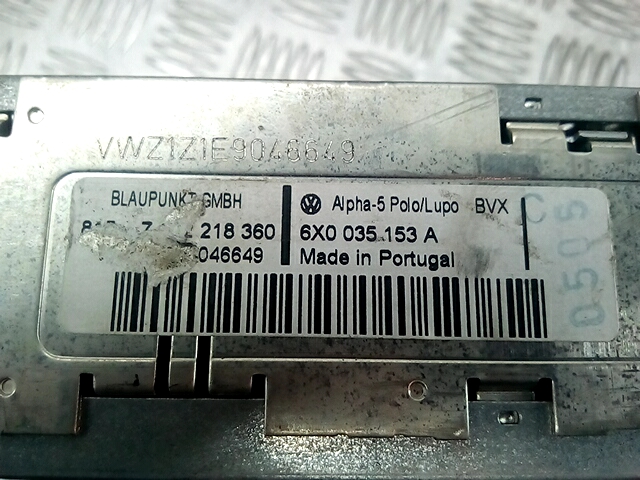 VWZ1Z1E9046649
BLAUPUNKT GMBH
218 360
046649
Alpha-5 Polo/Lupo BVX
6X0 035 153 A
Made in Portugal
0505